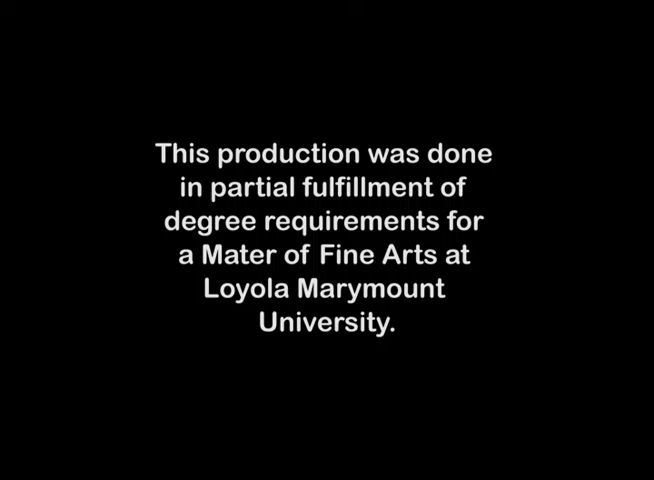 This production was done
in partial fulfillment of
degree requirements for
a Mater of Fine Arts at
Loyola Marymount
University.